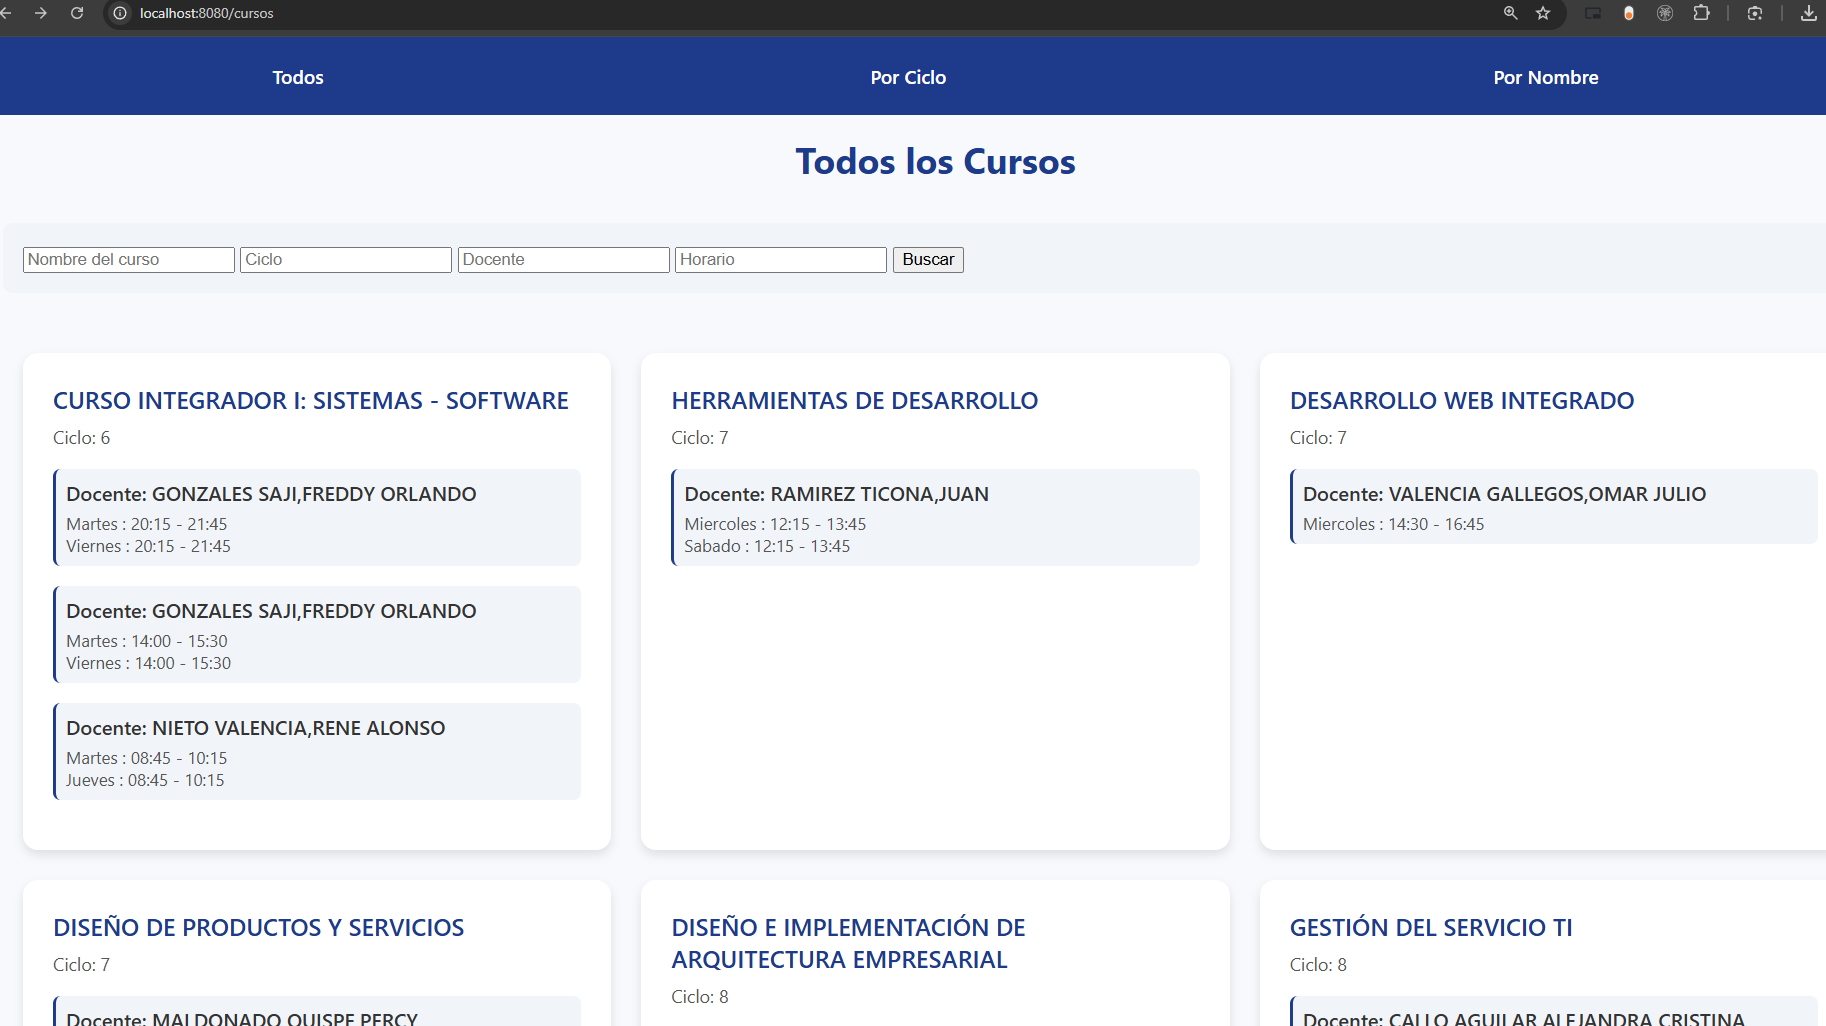 localhost:8080/cursos
Todos
Por Ciclo
Por Nombre
Todos los Cursos
Nombre del curso
Ciclo
Docente
Horario
Buscar
CURSO INTEGRADOR I: SISTEMAS - SOFTWARE
Ciclo: 6
Docente: GONZALES SAJI,FREDDY ORLANDO
Martes : 20:15 - 21:45
Viernes : 20:15 - 21:45
Docente: GONZALES SAJI,FREDDY ORLANDO
Martes : 14:00 - 15:30
Viernes : 14:00 - 15:30
Docente: NIETO VALENCIA,RENE ALONSO
Martes : 08:45 - 10:15
Jueves : 08:45 - 10:15
HERRAMIENTAS DE DESARROLLO
Ciclo: 7
Docente: RAMIREZ TICONA,JUAN
Miercoles : 12:15 - 13:45
Sabado : 12:15 - 13:45
DESARROLLO WEB INTEGRADO
Ciclo: 7
Docente: VALENCIA GALLEGOS,OMAR JULIO
Miercoles : 14:30 - 16:45
DISEÑO DE PRODUCTOS Y SERVICIOS
Ciclo: 7
Docente: MALDONADO QUISPE,PERCY
DISEÑO E IMPLEMENTACIÓN DE
ARQUITECTURA EMPRESARIAL
Ciclo: 8
GESTIÓN DEL SERVICIO TI
Ciclo: 8
Docente: CALLO AGUILAR,ALEJANDRA CRISTINA